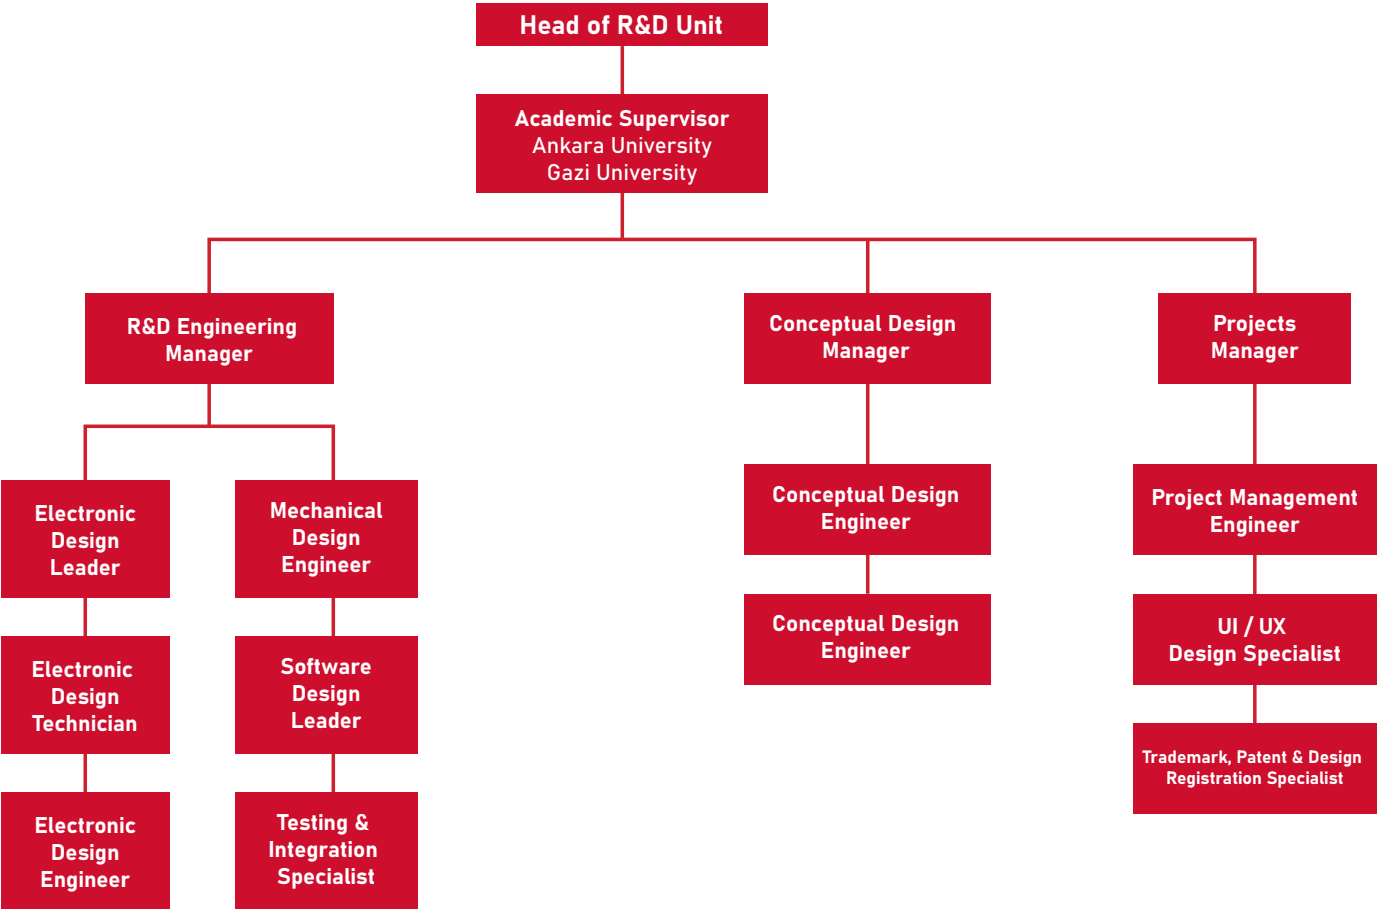 Head of R&D Unit
Academic Supervisor
Ankara University
Gazi University
R&D Engineering
Manager
Conceptual Design
Manager
Projects
Manager
Electronic
Design
Leader
Mechanical
Design
Engineer
Conceptual Design
Engineer
Project Management
Engineer
Electronic
Design
Technician
Software
Design
Leader
Conceptual Design
Engineer
UI / UX
Design Specialist
Electronic
Design
Engineer
Testing &
Integration
Specialist
Trademark, Patent & Design
Registration Specialist